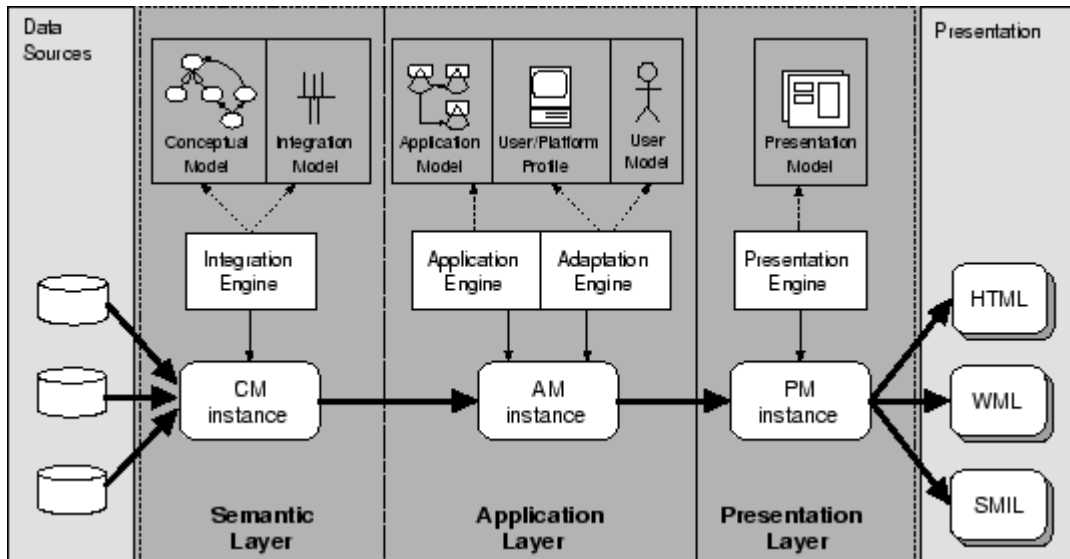 Data
Sources
Presentation
Conceptual
Model
Integration
Model
Application
Model
User/Platform
Profile
User
Model
Presentation
Model
Integration
Engine
Application
Engine
Adaptation
Engine
Presentation
Engine
CM
instance
AM
instance
PM
instance
HTML
WML
SMIL
Semantic
Layer
Application
Layer
Presentation
Layer